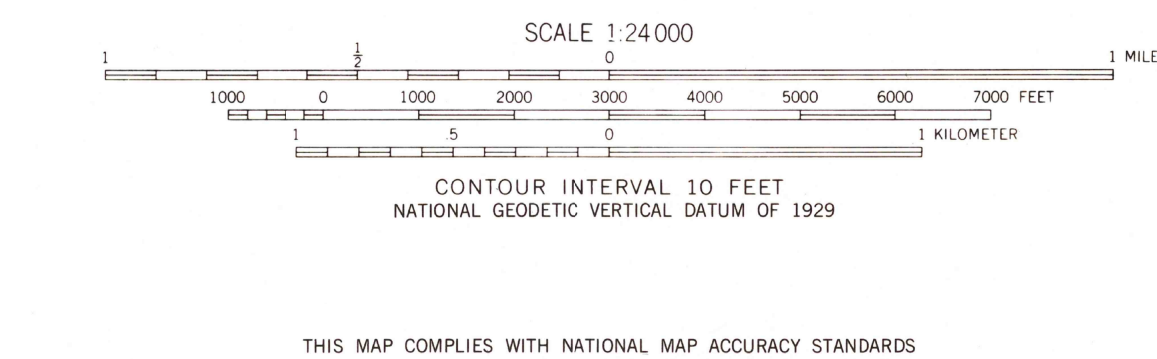 SCALE 1:24 000
1 ½ 0 1 MILE
1000 0 1000 2000 3000 4000 5000 6000 7000 FEET
1 .5 0 1 KILOMETER
CONTOUR INTERVAL 10 FEET
NATIONAL GEODETIC VERTICAL DATUM OF 1929
THIS MAP COMPLIES WITH NATIONAL MAP ACCURACY STANDARDS